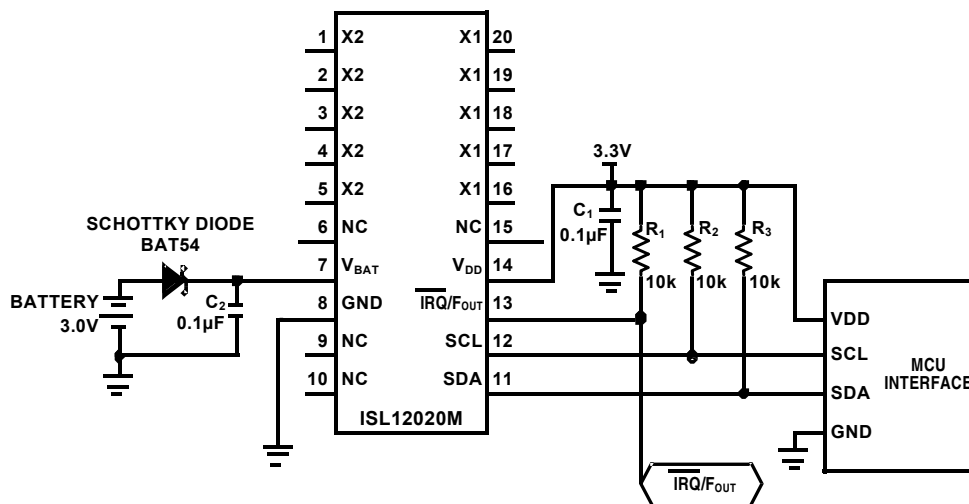 1 X2 X1 20
2 X2 X1 19
3 X2 X1 18
4 X2 X1 17
5 X2 X1 16
6 NC NC 15
7 VBAT VDD 14
8 GND IRQ/FOUT 13
9 NC SCL 12
10 NC SDA 11
ISL12020M
SCHOTTKY DIODE
BAT54
BATTERY
3.0V
C2
0.1µF
3.3V
C1
0.1µF
R1
10k
R2
10k
R3
10k
VDD
SCL
SDA
GND
MCU
INTERFACE
IRQ/FOUT